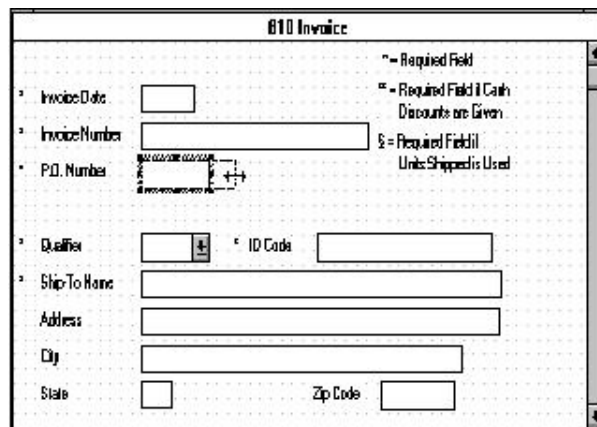 810 Invoice
* = Required Field
** = Required Field if Cash
Discounts are Given
§ = Required Field if
Units Shipped is Used
* Invoice Date
* Invoice Number
* P.O. Number
* Qualifier
* ID Code
* Ship-To Name
Address
City
State
Zip Code